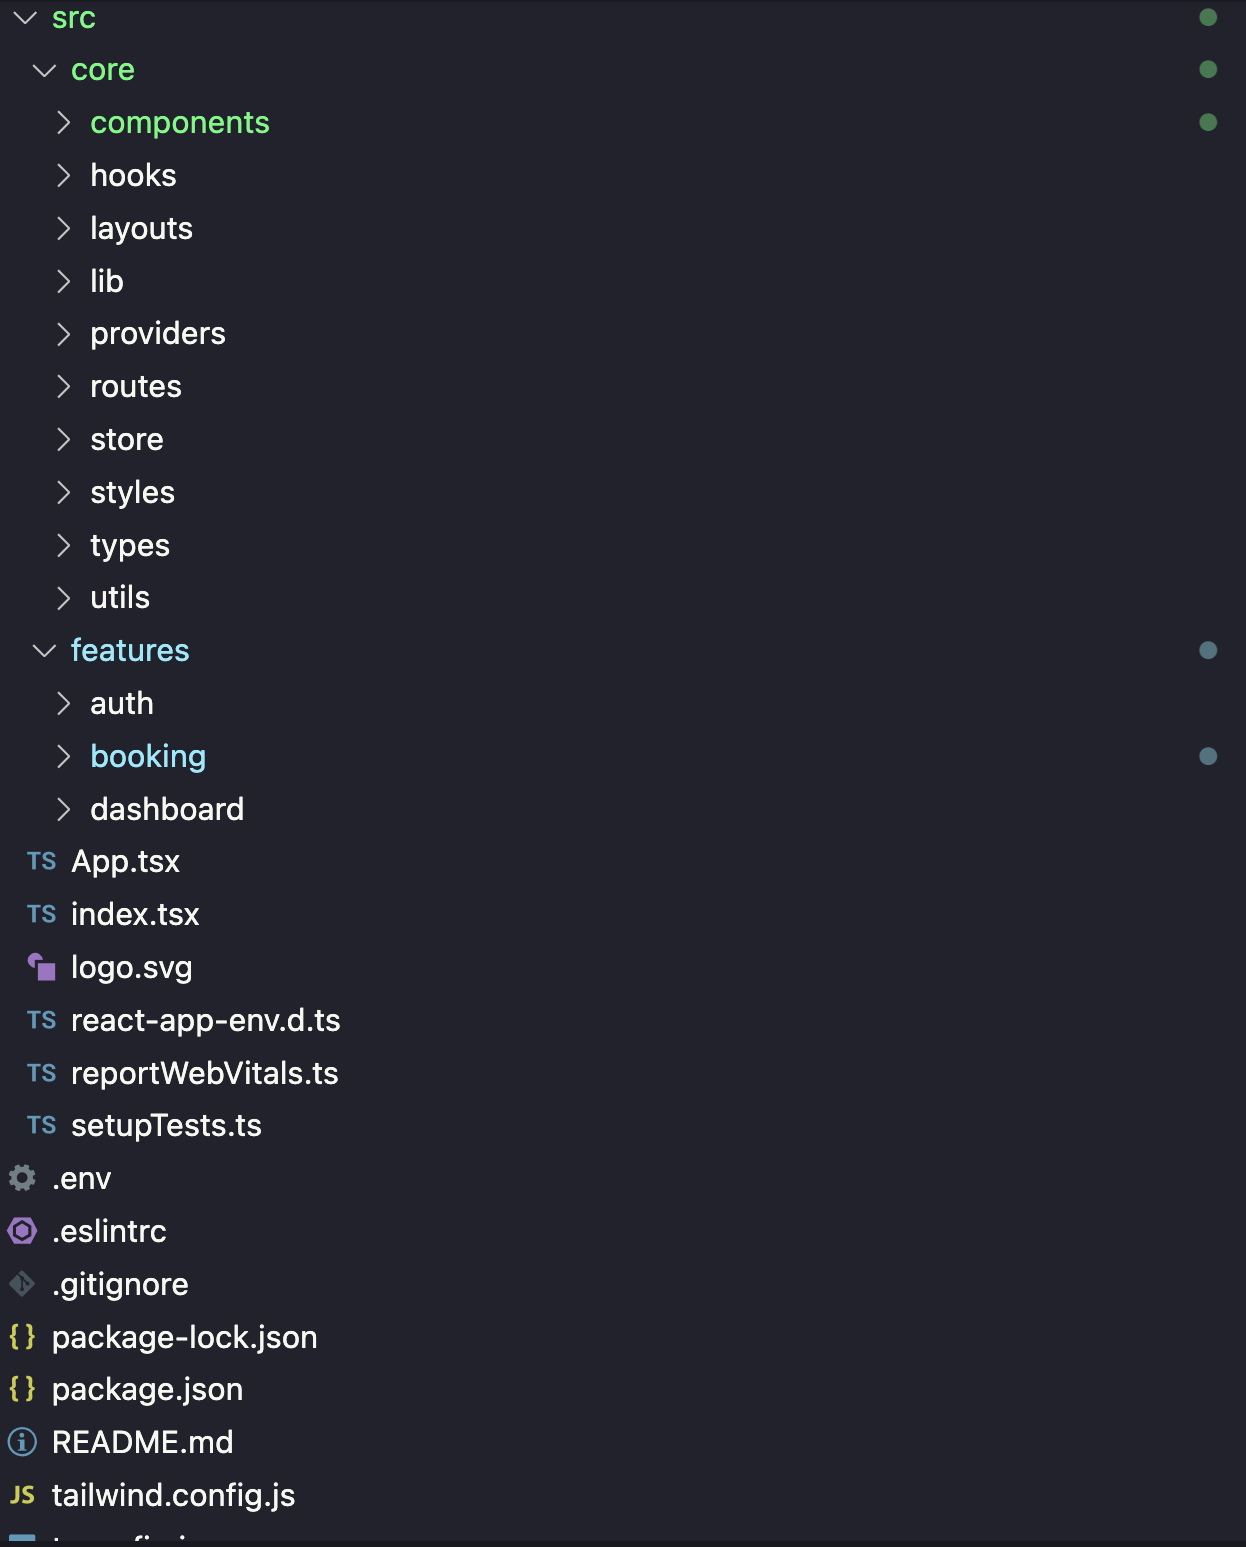 src
core
components
hooks
layouts
lib
providers
routes
store
styles
types
utils
features
auth
booking
dashboard
TS App.tsx
TS index.tsx
logo.svg
TS react-app-env.d.ts
TS reportWebVitals.ts
TS setupTests.ts
.env
.eslintrc
.gitignore
{} package-lock.json
{} package.json
README.md
JS tailwind.config.js